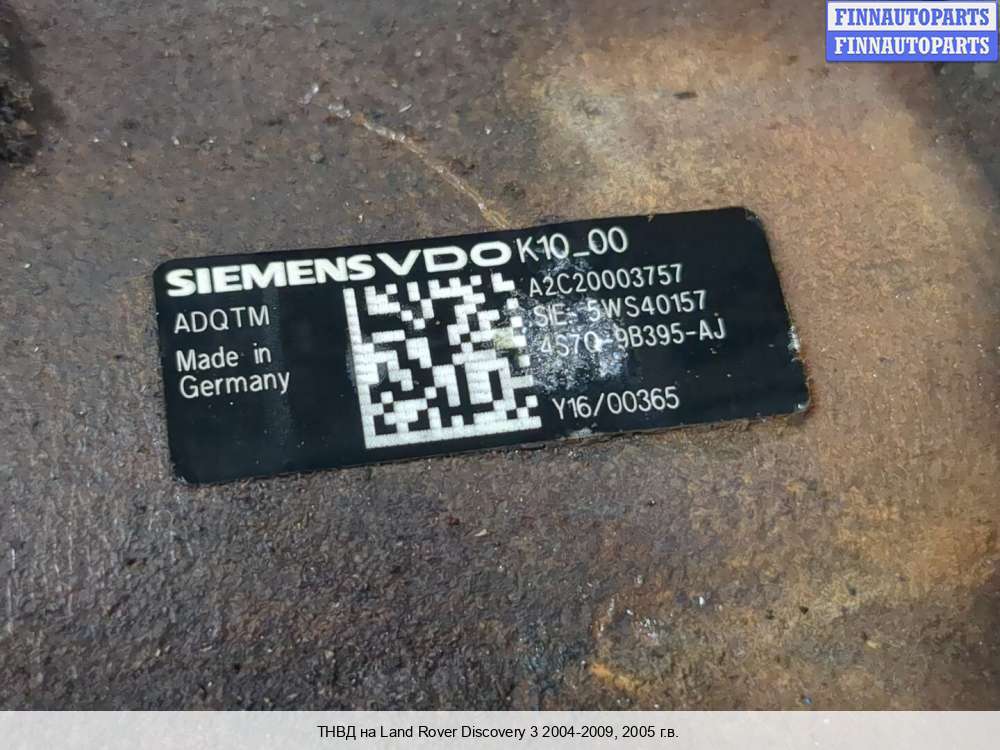 FINNAUTOPARTS
FINNAUTOPARTS
SIEMENS VDO K10_00
A2C20003757
ADQTM
SIE: 5WS40157
Made in
4S7Q-9B395-AJ
Germany
Y16/00365
ТНВД на Land Rover Discovery 3 2004-2009, 2005 г.в.